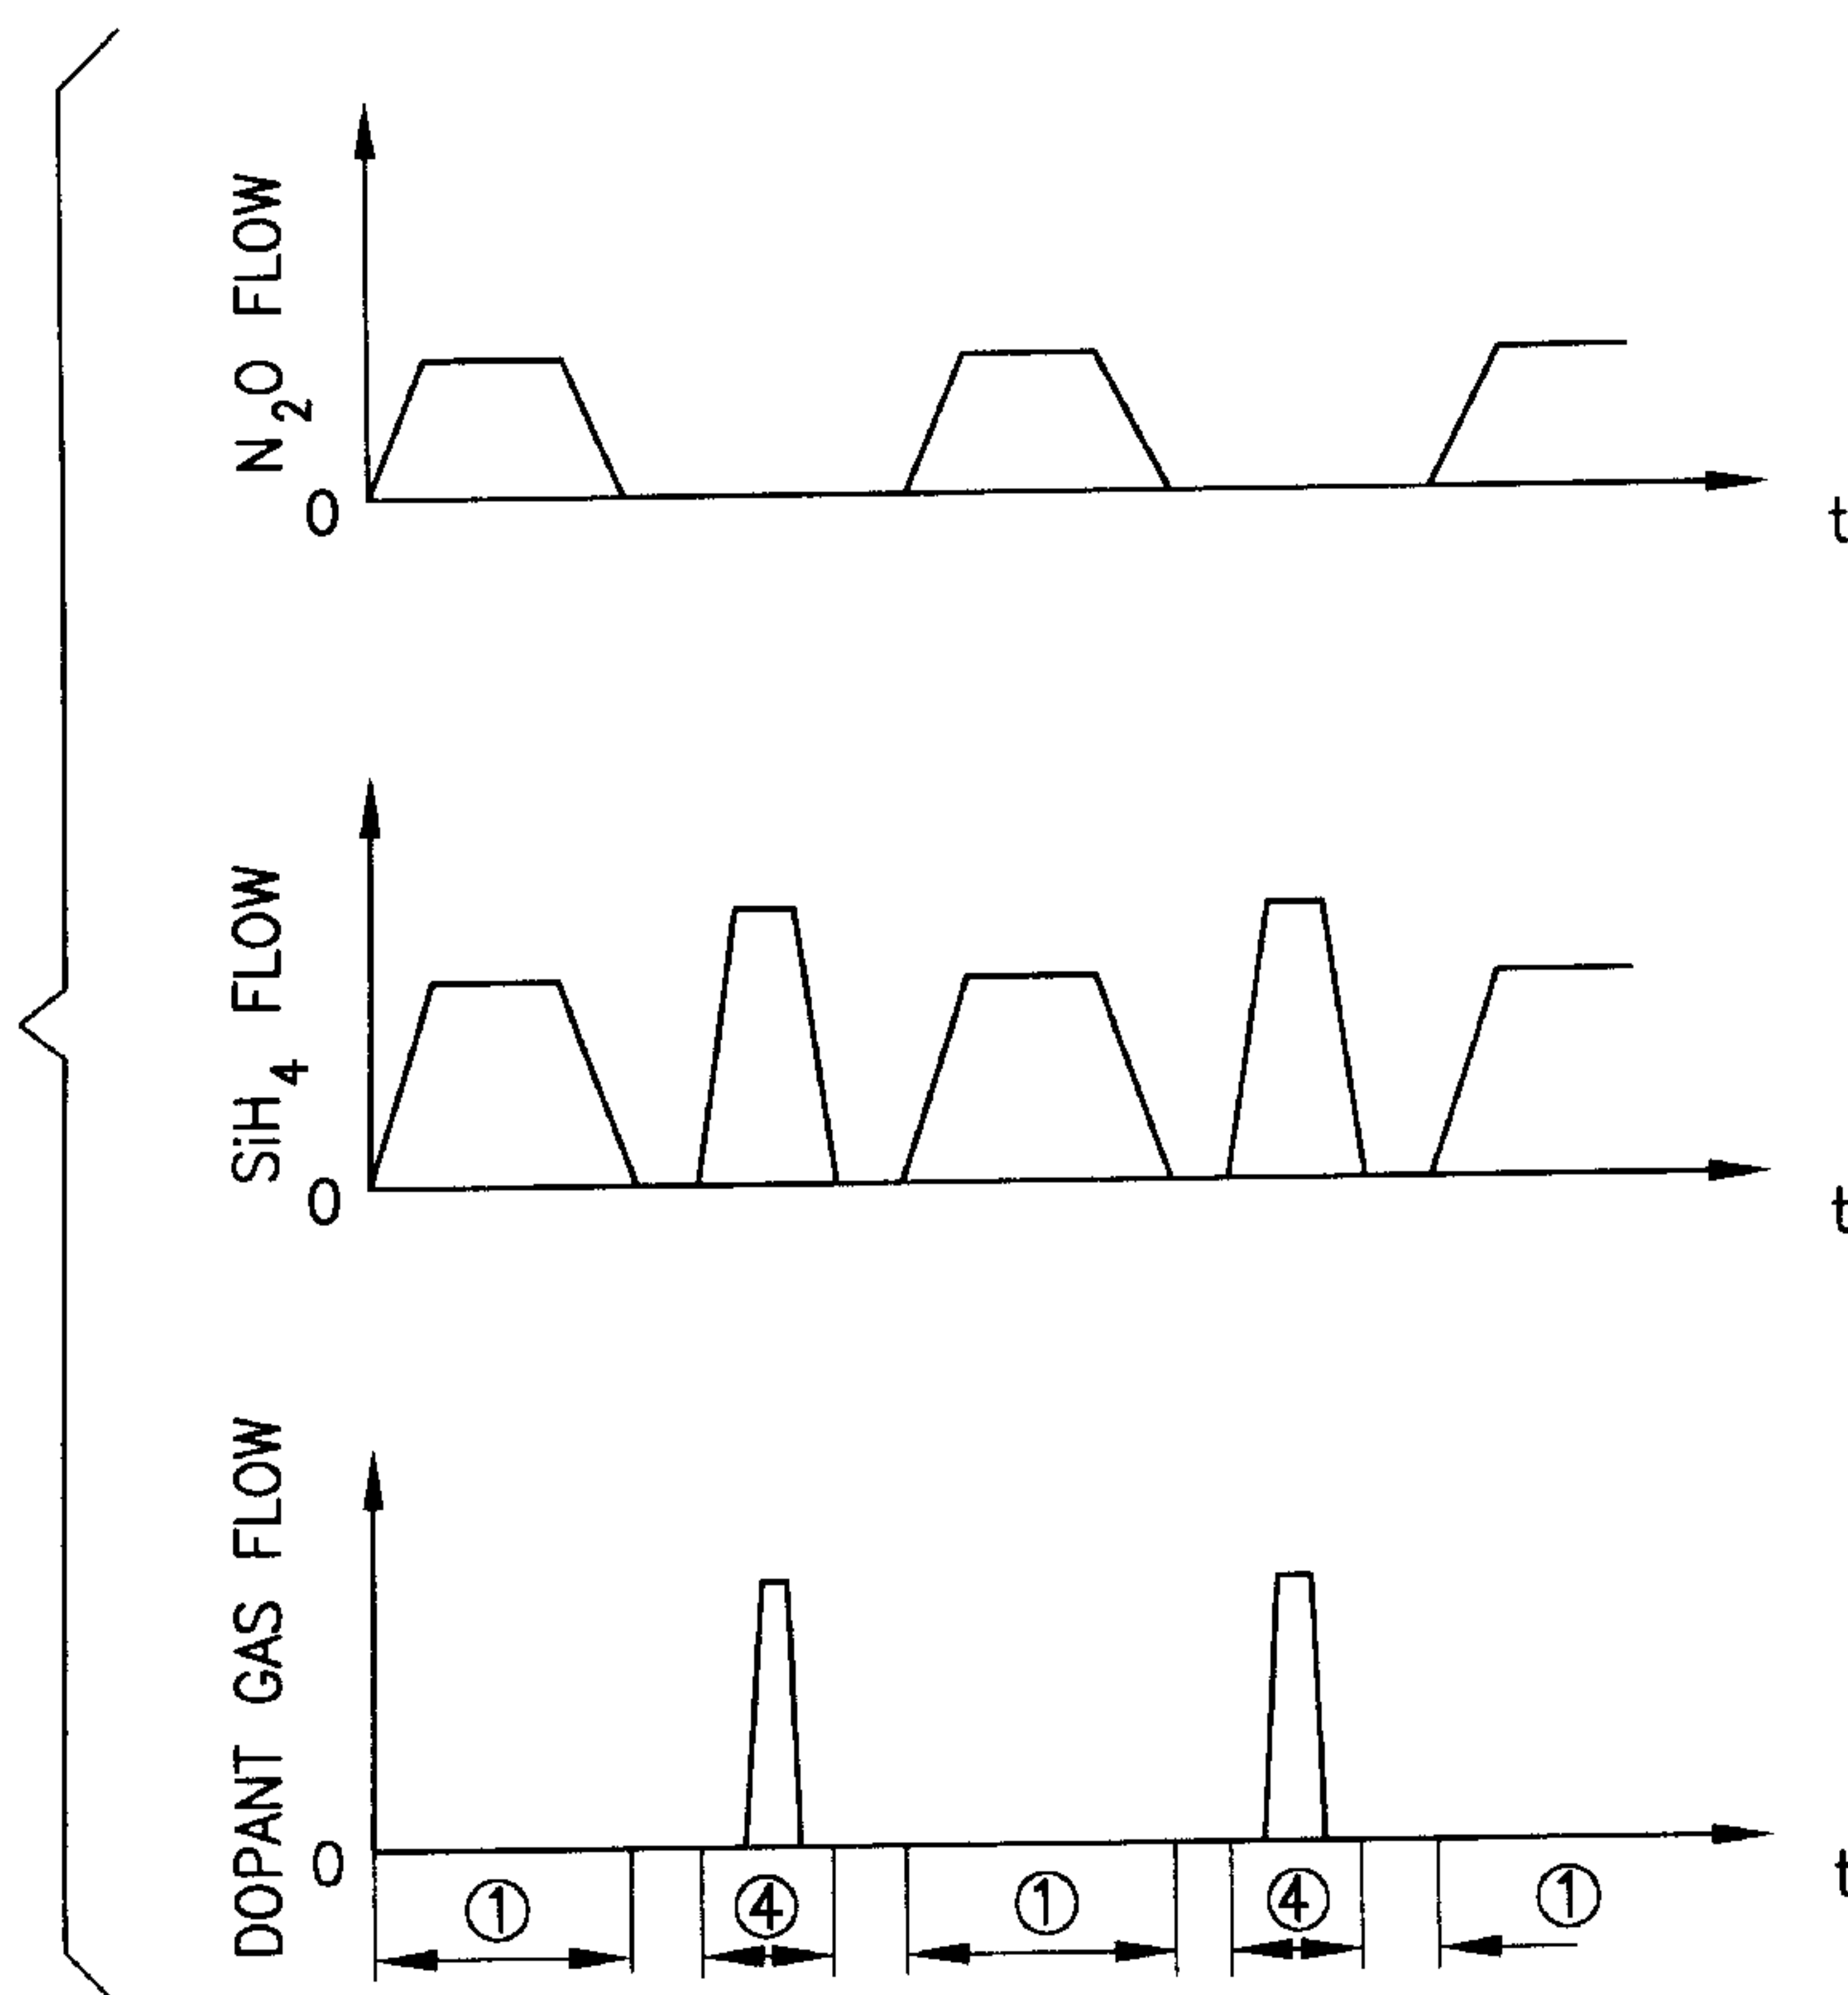 N₂O FLOW
0
t
SiH₄ FLOW
0
t
DOPANT GAS FLOW
0
t
① ④ ① ④ ①